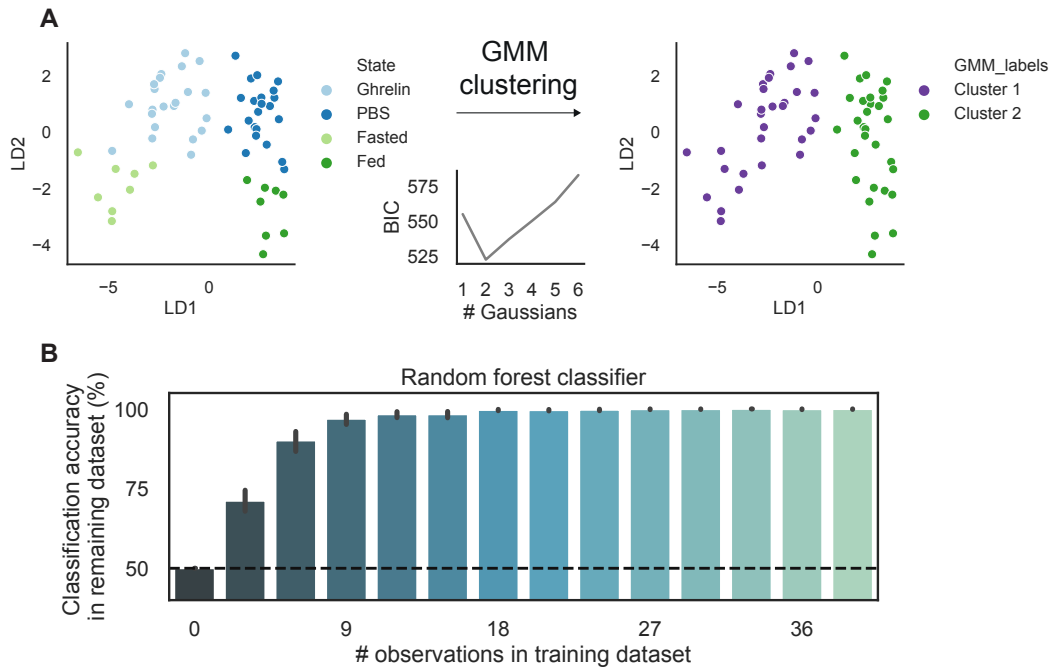 A
2
0
−2
−4
LD2
−5
0
LD1
State
Ghrelin
PBS
Fasted
Fed
GMM
clustering
575
550
525
BIC
1 2 3 4 5 6
# Gaussians
2
0
−2
−4
LD2
−5
0
LD1
GMM_labels
Cluster 1
Cluster 2
B
Random forest classifier
Classification accuracy
in remaining dataset (%)
100
75
50
0 9 18 27 36
# observations in training dataset